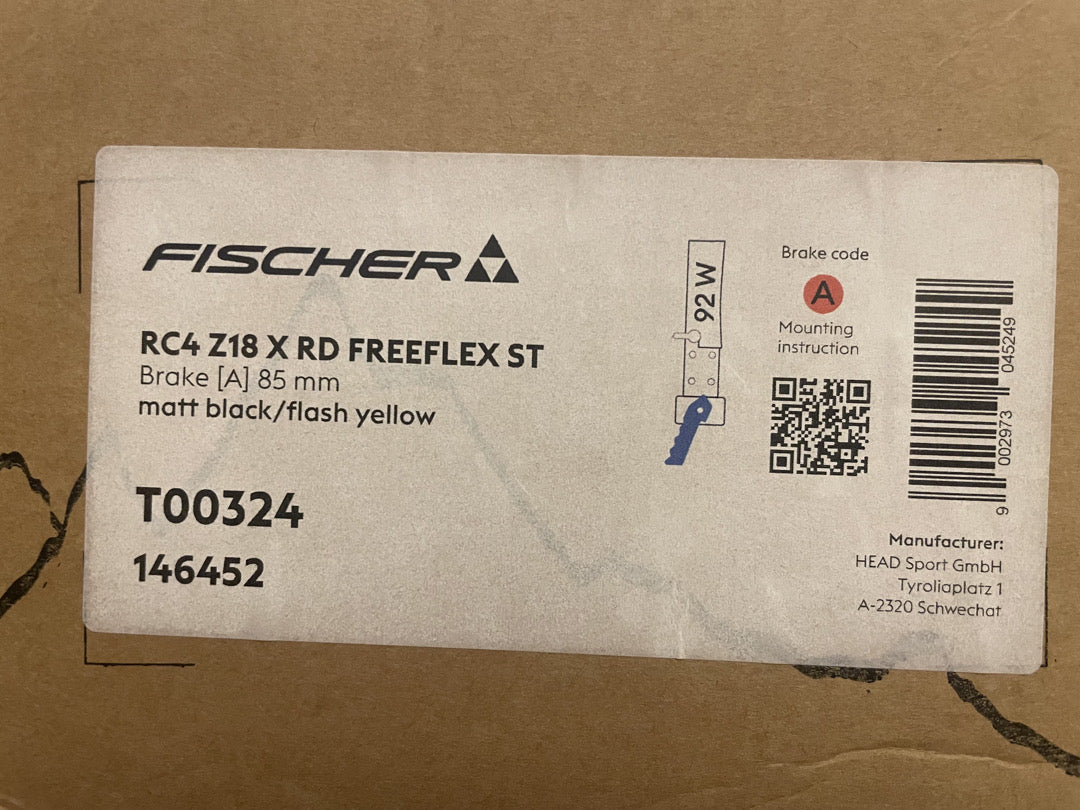 FISCHER
RC4 Z18 X RD FREEFLEX ST
Brake [A] 85 mm
matt black/flash yellow
T00324
146452
92 W
Brake code
A
Mounting
instruction
9 002973 045249
Manufacturer:
HEAD Sport GmbH
Tyroliaplatz 1
A-2320 Schwechat